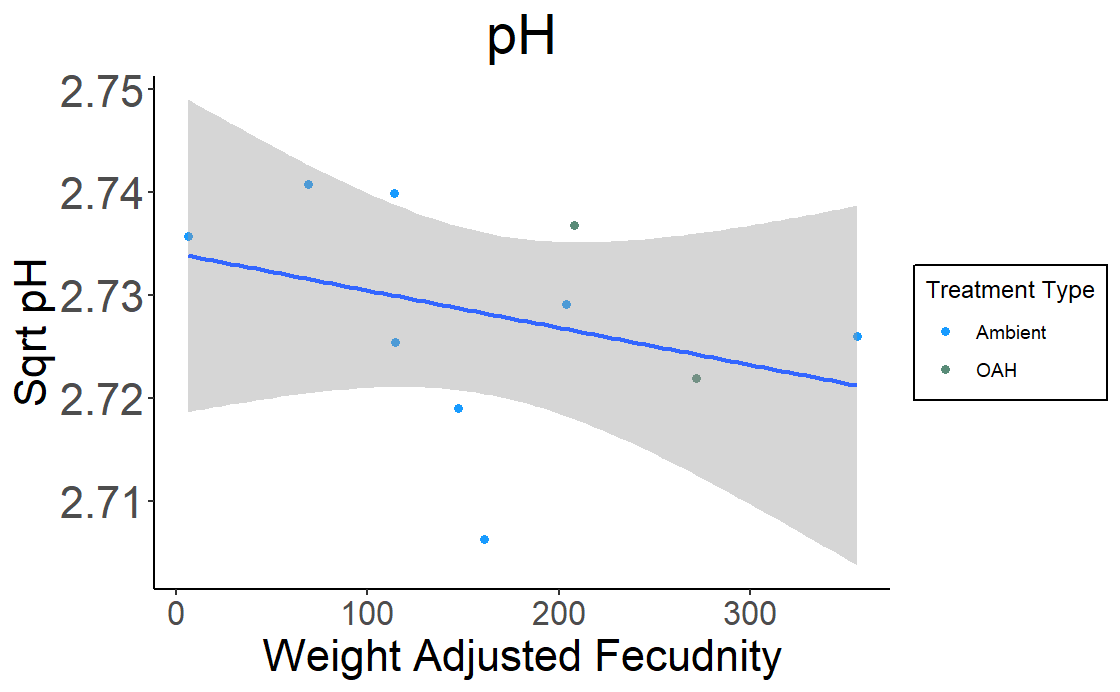 pH
2.75
2.74
2.73
2.72
2.71
Sqrt pH
0 100 200 300
Weight Adjusted Fecudnity
Treatment Type
Ambient
OAH